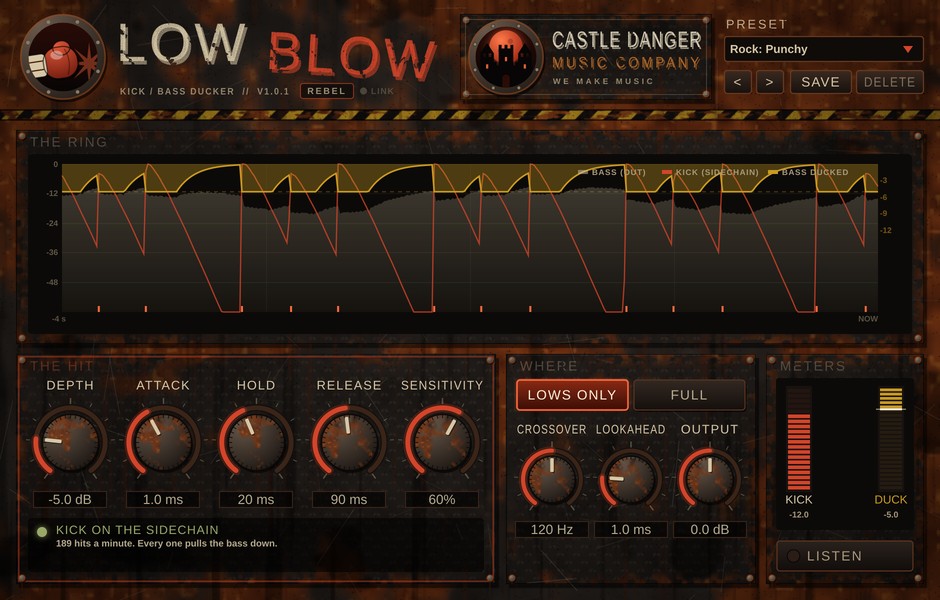 LOW BLOW
KICK / BASS DUCKER // V1.0.1 REBEL LINK
CASTLE DANGER
MUSIC COMPANY
WE MAKE MUSIC
PRESET
Rock: Punchy
< > SAVE DELETE
THE RING
BASS (OUT) KICK (SIDECHAIN) BASS DUCKED
0
-12
-24
-36
-48
-3
-6
-9
-12
-4 s NOW
THE HIT
DEPTH ATTACK HOLD RELEASE SENSITIVITY
-5.0 dB 1.0 ms 20 ms 90 ms 60%
KICK ON THE SIDECHAIN
189 hits a minute. Every one pulls the bass down.
WHERE
LOWS ONLY FULL
CROSSOVER LOOKAHEAD OUTPUT
120 Hz 1.0 ms 0.0 dB
METERS
KICK DUCK
-12.0 -5.0
LISTEN